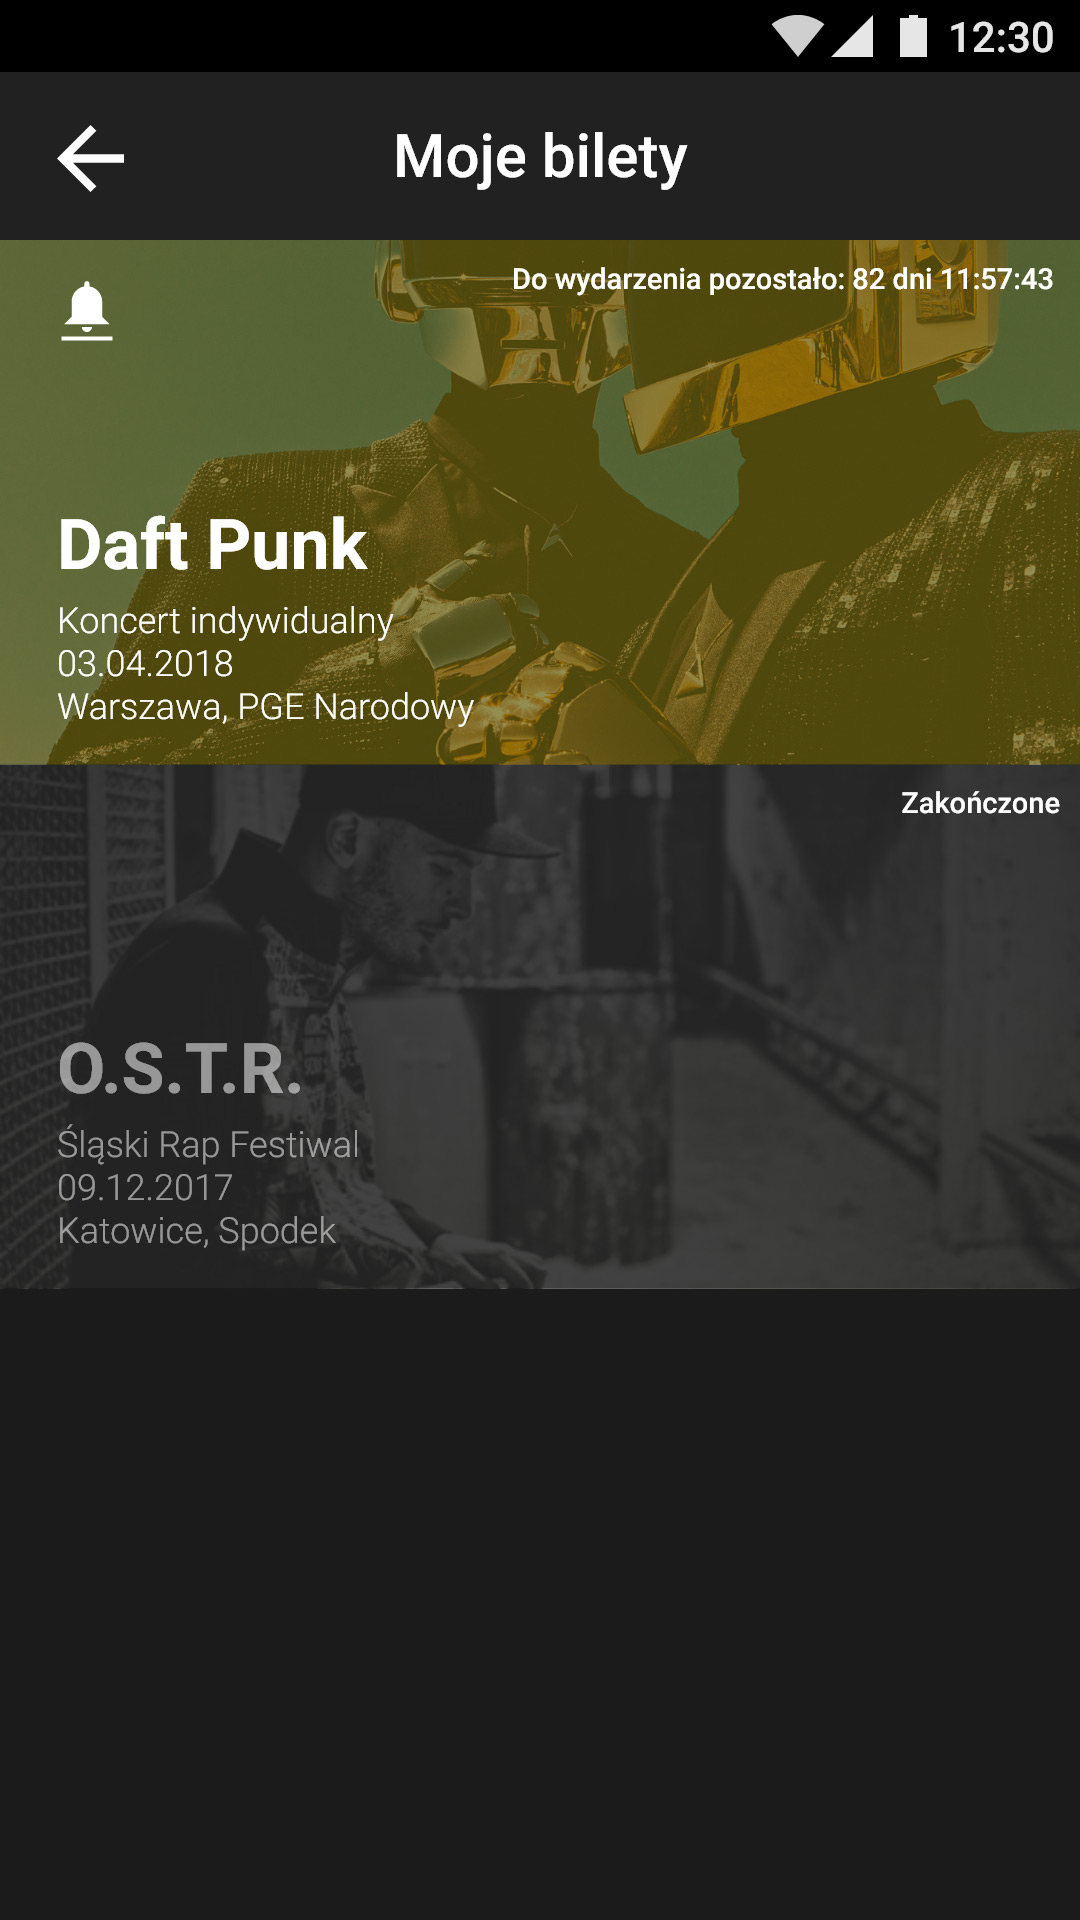 12:30
Moje bilety
Do wydarzenia pozostało: 82 dni 11:57:43
Daft Punk
Koncert indywidualny
03.04.2018
Warszawa, PGE Narodowy
Zakończone
O.S.T.R.
Śląski Rap Festiwal
09.12.2017
Katowice, Spodek